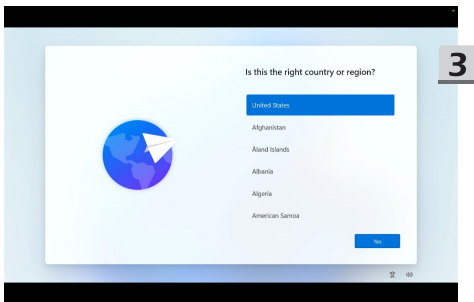 Is this the right country or region?
3
United States
Afghanistan
Åland Islands
Albania
Algeria
American Samoa
Yes